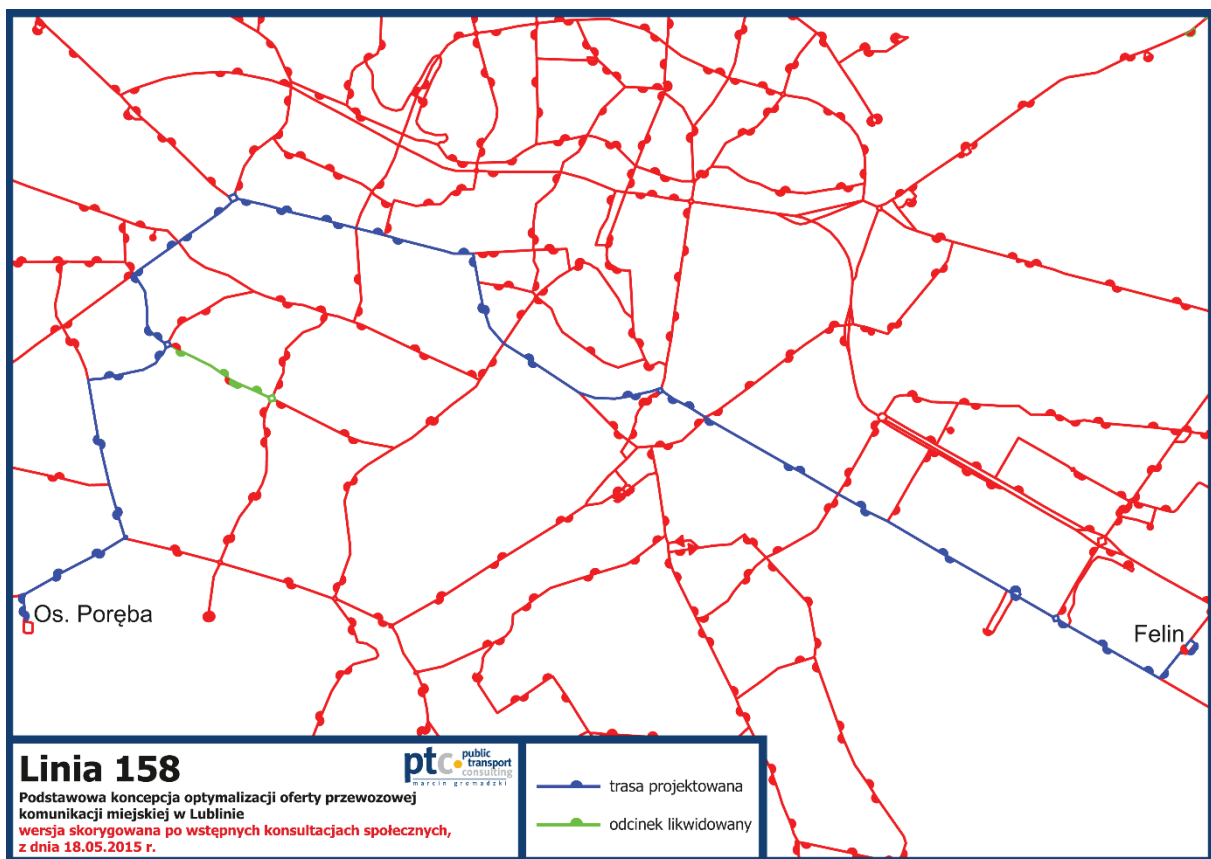 Os. Poręba
Felin
Linia 158
ptc. public
transport
consulting
marcin gromadzki
Podstawowa koncepcja optymalizacji oferty przewozowej
komunikacji miejskiej w Lublinie
wersja skorygowana po wstępnych konsultacjach społecznych,
z dnia 18.05.2015 r.
trasa projektowana
odcinek likwidowany